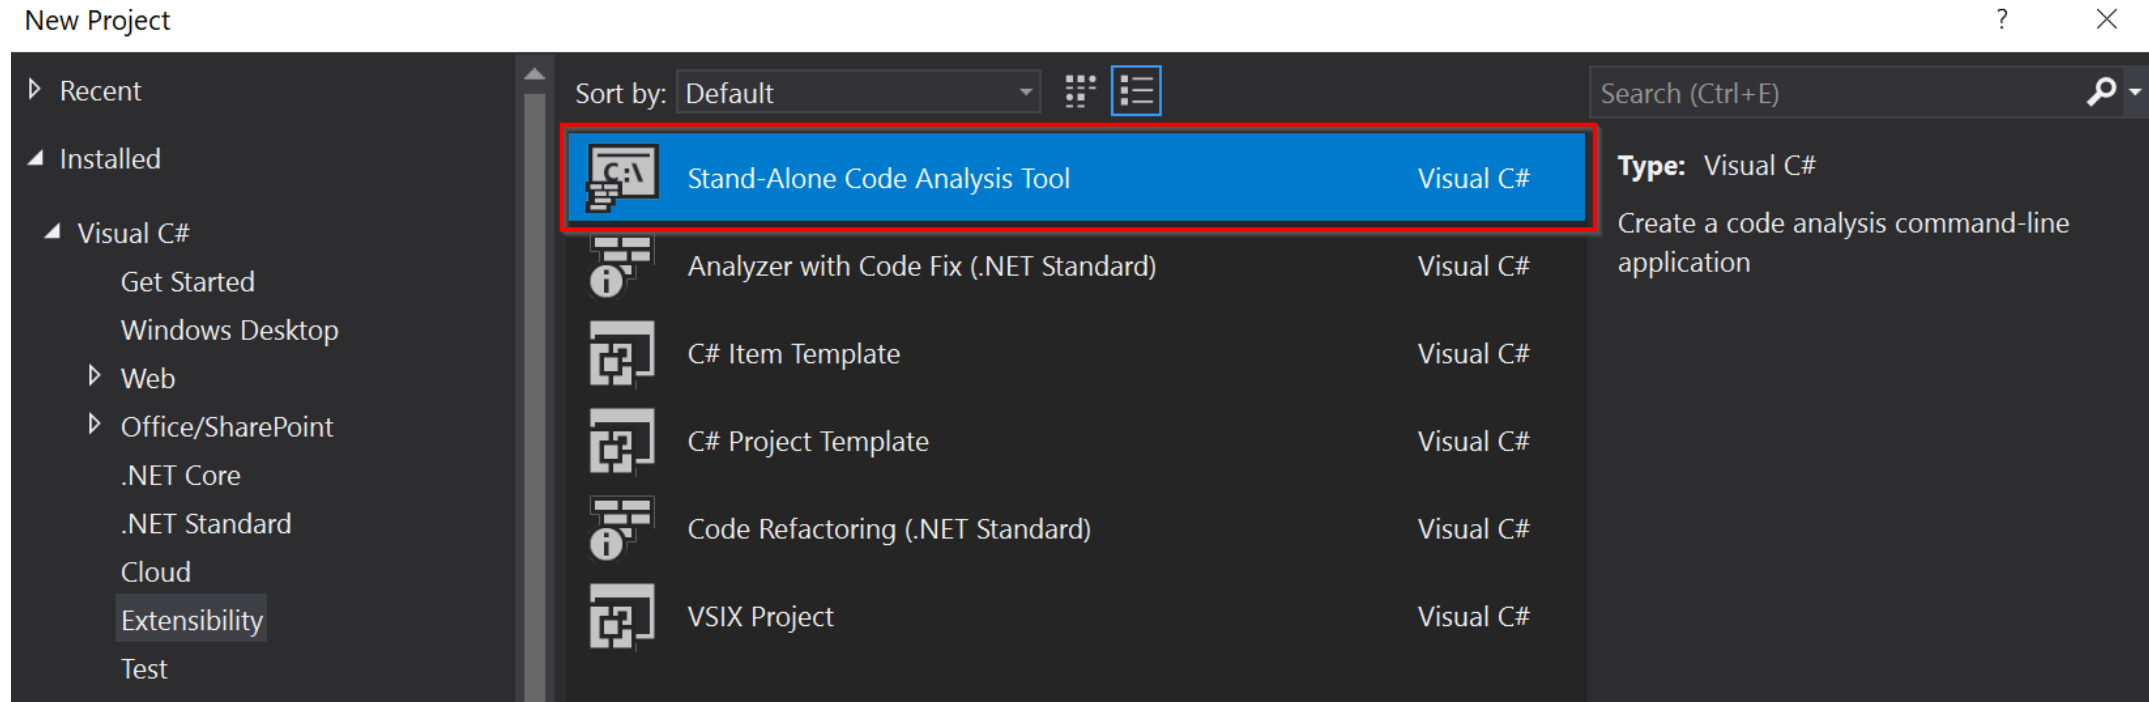 New Project
?
Recent
Installed
Visual C#
Get Started
Windows Desktop
Web
Office/SharePoint
.NET Core
.NET Standard
Cloud
Extensibility
Test
Sort by: Default
C:\ Stand-Alone Code Analysis Tool Visual C#
Analyzer with Code Fix (.NET Standard) Visual C#
C# Item Template Visual C#
C# Project Template Visual C#
Code Refactoring (.NET Standard) Visual C#
VSIX Project Visual C#
Search (Ctrl+E)
Type: Visual C#
Create a code analysis command-line
application